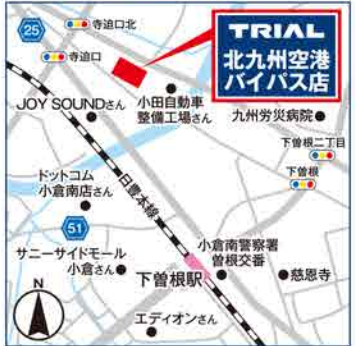 25
寺迫口北
寺迫口
TRIAL
北九州空港
バイパス店
JOY SOUNDさん
小田自動車
整備工場さん
九州労災病院
下曽根二丁目
下曽根
ドットコム
小倉南店さん
日豊本線
51
サニーサイドモール
小倉さん
小倉南警察署
曽根交番
下曽根駅
慈恩寺
N
エディオンさん